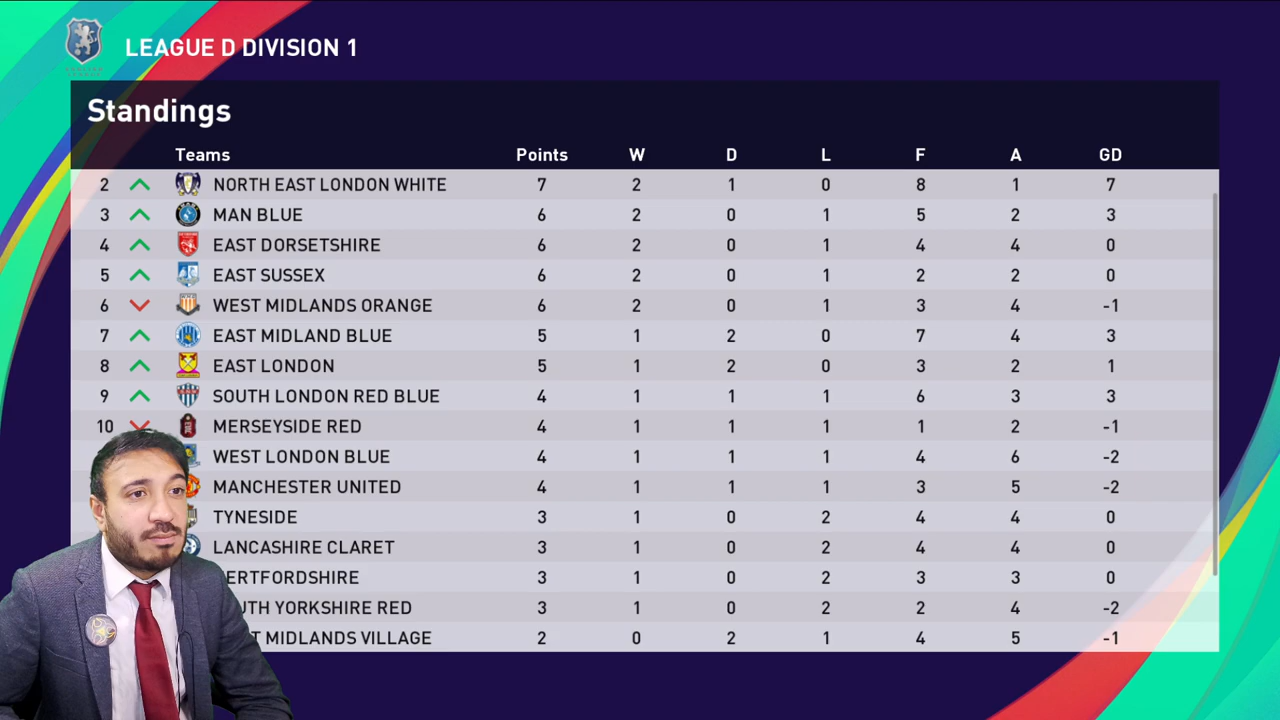 LEAGUE D DIVISION 1
Standings
Teams Points W D L F A GD
2 NORTH EAST LONDON WHITE 7 2 1 0 8 1 7
3 MAN BLUE 6 2 0 1 5 2 3
4 EAST DORSETSHIRE 6 2 0 1 4 4 0
5 EAST SUSSEX 6 2 0 1 2 2 0
6 WEST MIDLANDS ORANGE 6 2 0 1 3 4 -1
7 EAST MIDLAND BLUE 5 1 2 0 7 4 3
8 EAST LONDON 5 1 2 0 3 2 1
9 SOUTH LONDON RED BLUE 4 1 1 1 6 3 3
10 MERSEYSIDE RED 4 1 1 1 1 2 -1
WEST LONDON BLUE 4 1 1 1 4 6 -2
MANCHESTER UNITED 4 1 1 1 3 5 -2
TYNESIDE 3 1 0 2 4 4 0
LANCASHIRE CLARET 3 1 0 2 4 4 0
ERTFORDSHIRE 3 1 0 2 3 3 0
UTH YORKSHIRE RED 3 1 0 2 2 4 -2
T MIDLANDS VILLAGE 2 0 2 1 4 5 -1